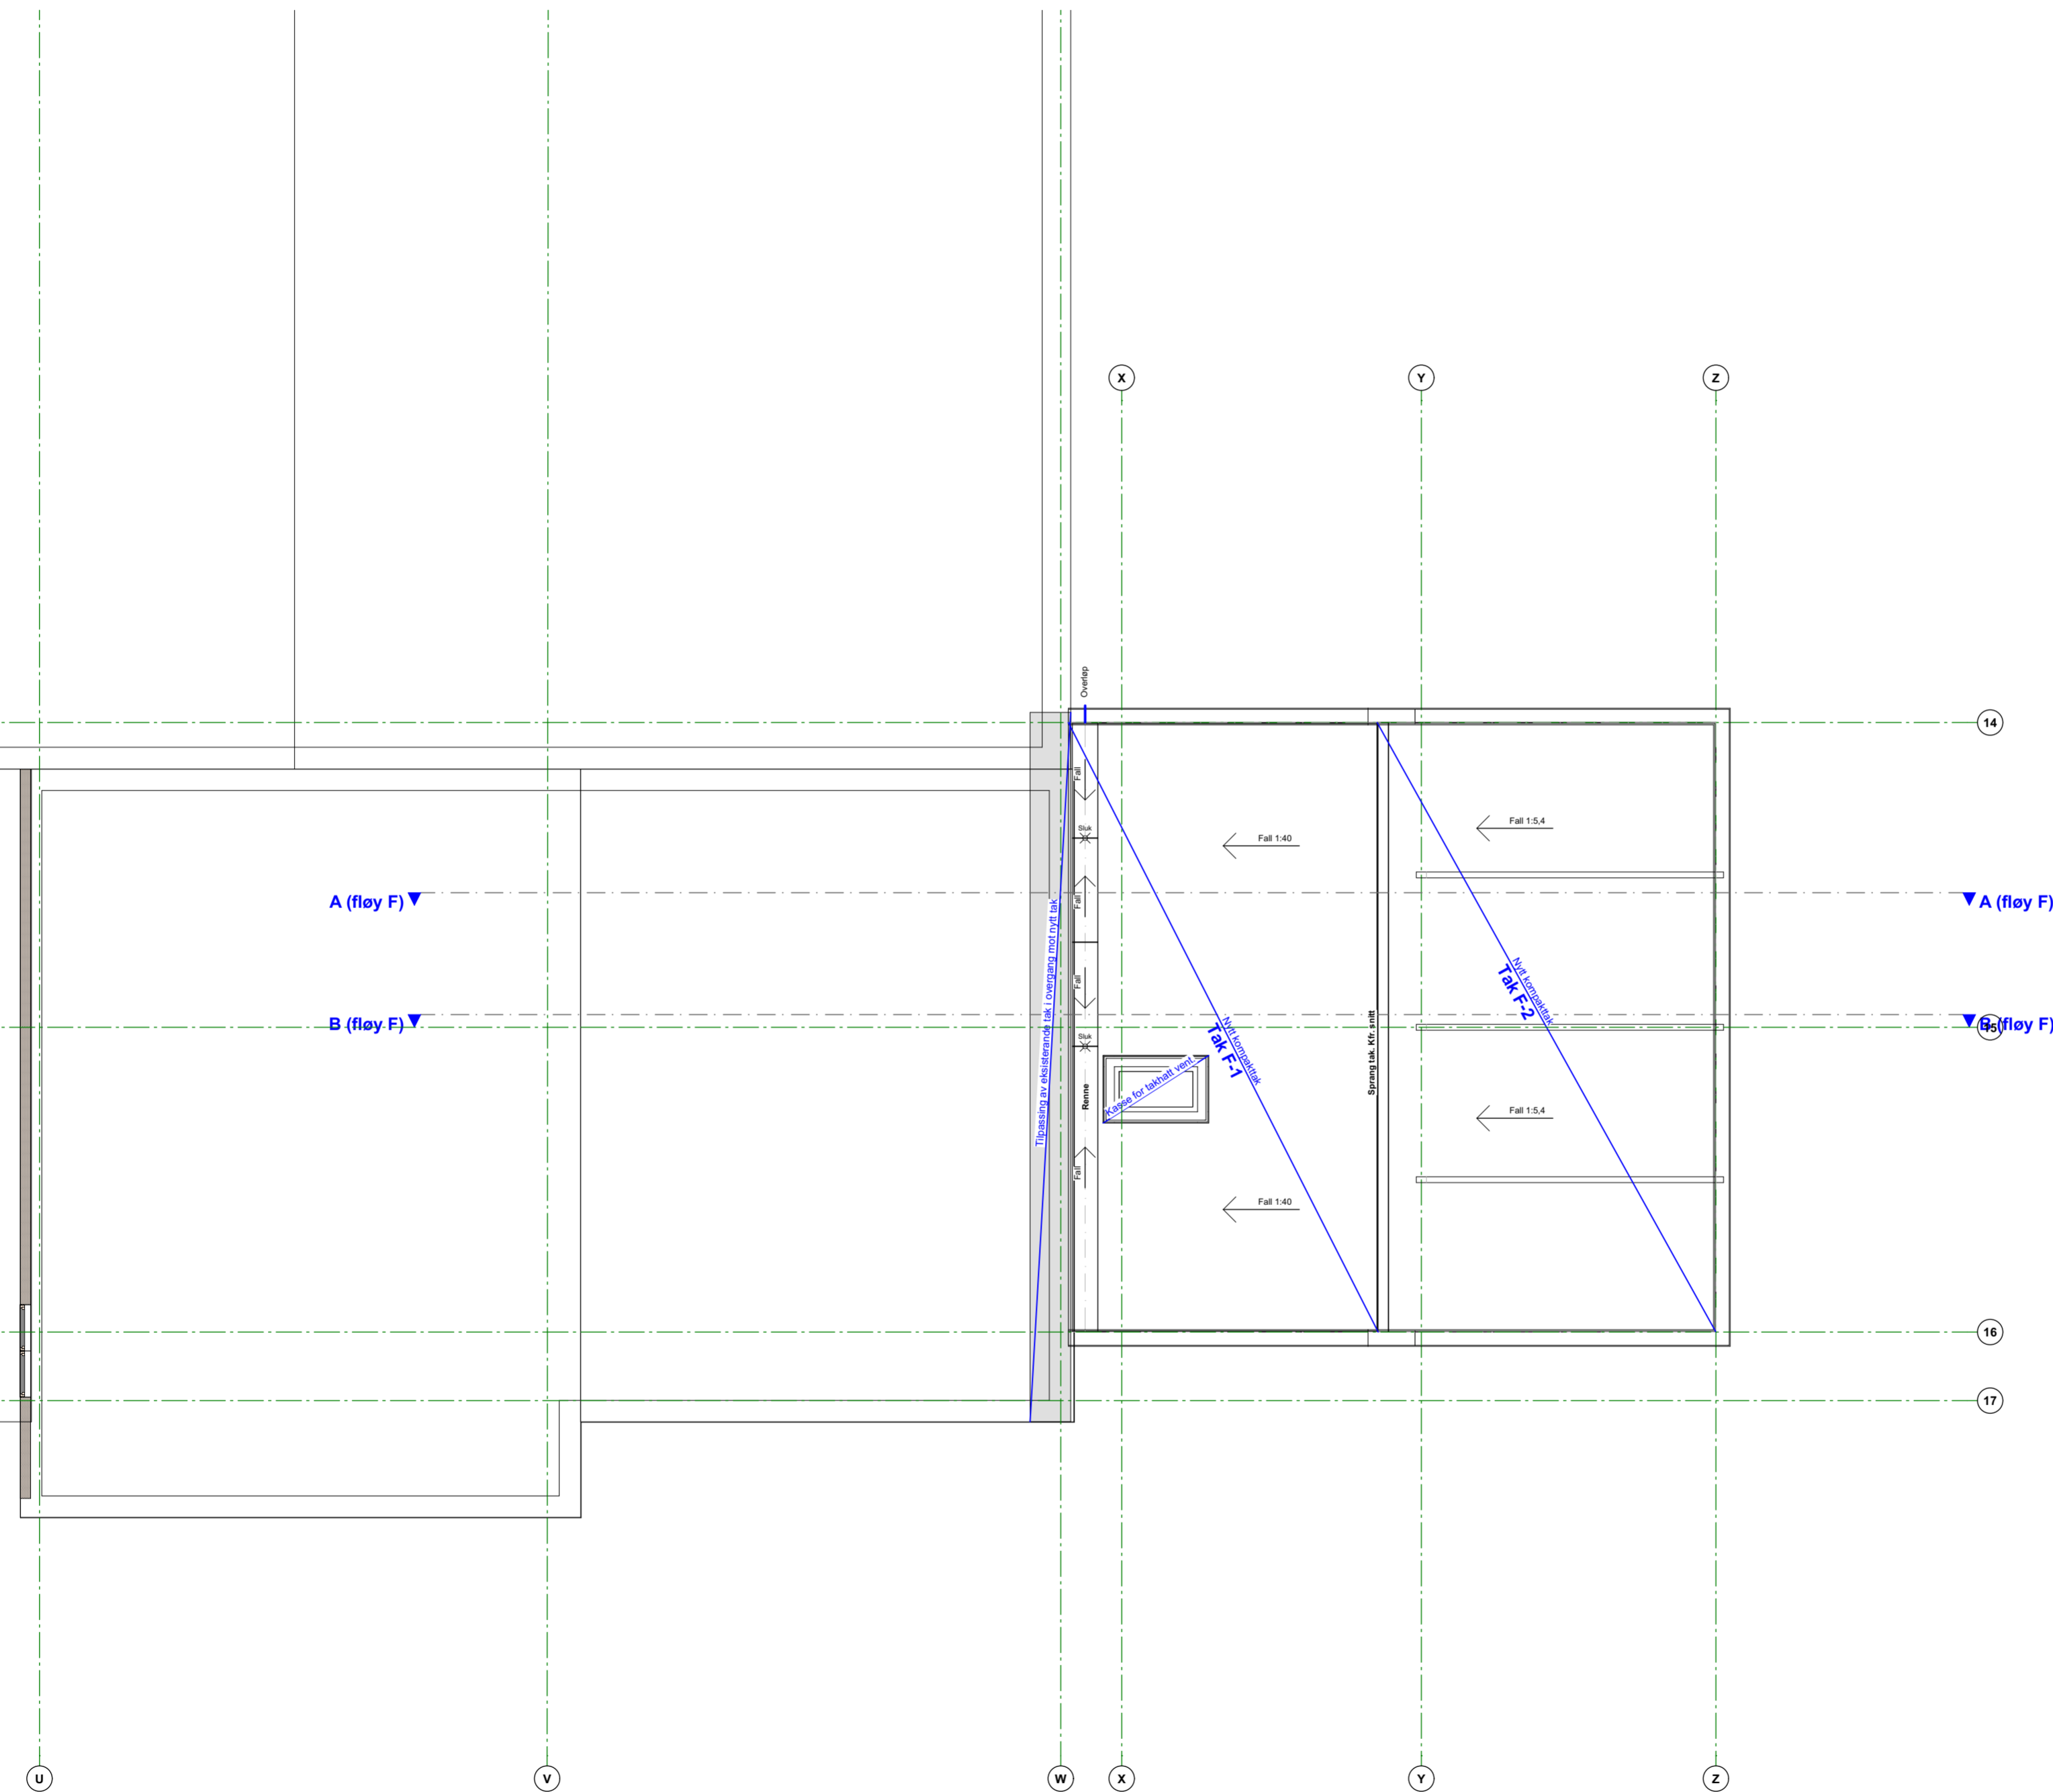 X
Y
Z
Overløp
14
Fall
Sluk
Fall 1:40
Fall 1:5,4
A (fløy F)
Fall
A (fløy F)
Tilpassing av eksisterande tak i overgang mot nytt tak
Fall
Nytt kompakttak
Tak F-2
B (fløy F)
15
B (fløy F)
Sluk
Nytt kompakttak
Tak F-1
Sprang tak. Kfr. snitt
Renne
Kasse for takhatt vent.
Fall 1:5,4
Fall
Fall 1:40
16
17
U
V
W
X
Y
Z